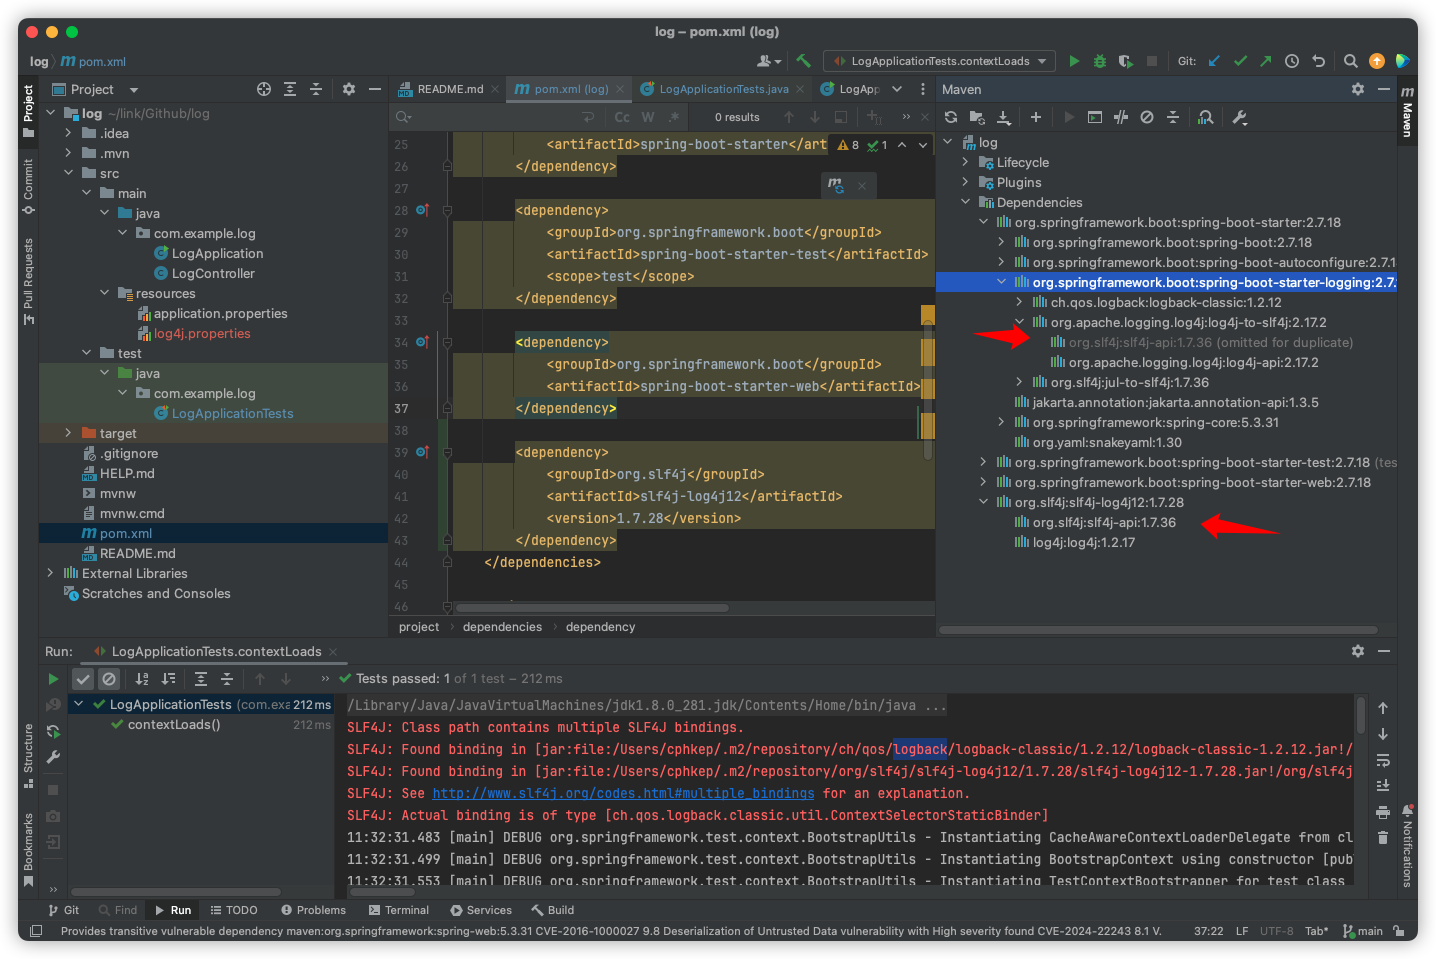 log – pom.xml (log)
log
pom.xml
LogApplicationTests.contextLoads
Git:
Project
Project
Commit
Pull Requests
log ~/link/Github/log
.idea
.mvn
src
main
java
com.example.log
LogApplication
LogController
resources
application.properties
log4j.properties
test
java
com.example.log
LogApplicationTests
target
.gitignore
HELP.md
mvnw
mvnw.cmd
pom.xml
README.md
External Libraries
Scratches and Consoles
README.md
pom.xml (log)
LogApplicationTests.java
LogApp
Cc W .*
0 results
8 1
25 <artifactId>spring-boot-starter</art
26 </dependency>
27
28 <dependency>
29 <groupId>org.springframework.boot</groupId>
30 <artifactId>spring-boot-starter-test</artifactId>
31 <scope>test</scope>
32 </dependency>
33
34 <dependency>
35 <groupId>org.springframework.boot</groupId>
36 <artifactId>spring-boot-starter-web</artifactId>
37 </dependency>
38
39 <dependency>
40 <groupId>org.slf4j</groupId>
41 <artifactId>slf4j-log4j12</artifactId>
42 <version>1.7.28</version>
43 </dependency>
44 </dependencies>
45
46
project
dependencies
dependency
Maven
Maven
log
Lifecycle
Plugins
Dependencies
org.springframework.boot:spring-boot-starter:2.7.18
org.springframework.boot:spring-boot:2.7.18
org.springframework.boot:spring-boot-autoconfigure:2.7.1
org.springframework.boot:spring-boot-starter-logging:2.7.
ch.qos.logback:logback-classic:1.2.12
org.apache.logging.log4j:log4j-to-slf4j:2.17.2
org.slf4j:slf4j-api:1.7.36 (omitted for duplicate)
org.apache.logging.log4j:log4j-api:2.17.2
org.slf4j:jul-to-slf4j:1.7.36
jakarta.annotation:jakarta.annotation-api:1.3.5
org.springframework:spring-core:5.3.31
org.yaml:snakeyaml:1.30
org.springframework.boot:spring-boot-starter-test:2.7.18 (tes
org.springframework.boot:spring-boot-starter-web:2.7.18
org.slf4j:slf4j-log4j12:1.7.28
org.slf4j:slf4j-api:1.7.36
log4j:log4j:1.2.17
Run:
LogApplicationTests.contextLoads
Tests passed: 1 of 1 test – 212 ms
LogApplicationTests (com.exa 212 ms
contextLoads() 212 ms
/Library/Java/JavaVirtualMachines/jdk1.8.0_281.jdk/Contents/Home/bin/java ...
SLF4J: Class path contains multiple SLF4J bindings.
SLF4J: Found binding in [jar:file:/Users/cphkep/.m2/repository/ch/qos/logback/logback-classic/1.2.12/logback-classic-1.2.12.jar!/
SLF4J: Found binding in [jar:file:/Users/cphkep/.m2/repository/org/slf4j/slf4j-log4j12/1.7.28/slf4j-log4j12-1.7.28.jar!/org/slf4j
SLF4J: See http://www.slf4j.org/codes.html#multiple_bindings for an explanation.
SLF4J: Actual binding is of type [ch.qos.logback.classic.util.ContextSelectorStaticBinder]
11:32:31.483 [main] DEBUG org.springframework.test.context.BootstrapUtils - Instantiating CacheAwareContextLoaderDelegate from cl
11:32:31.499 [main] DEBUG org.springframework.test.context.BootstrapUtils - Instantiating BootstrapContext using constructor [pub
11:32:31.553 [main] DEBUG org.springframework.test.context.BootstrapUtils - Instantiating TestContextBootstrapper for test class
Structure
Bookmarks
Notifications
Git
Find
Run
TODO
Problems
Terminal
Services
Build
Provides transitive vulnerable dependency maven:org.springframework:spring-web:5.3.31 CVE-2016-1000027 9.8 Deserialization of Untrusted Data vulnerability with High severity found CVE-2024-22243 8.1 V.
37:22 LF UTF-8 Tab* main